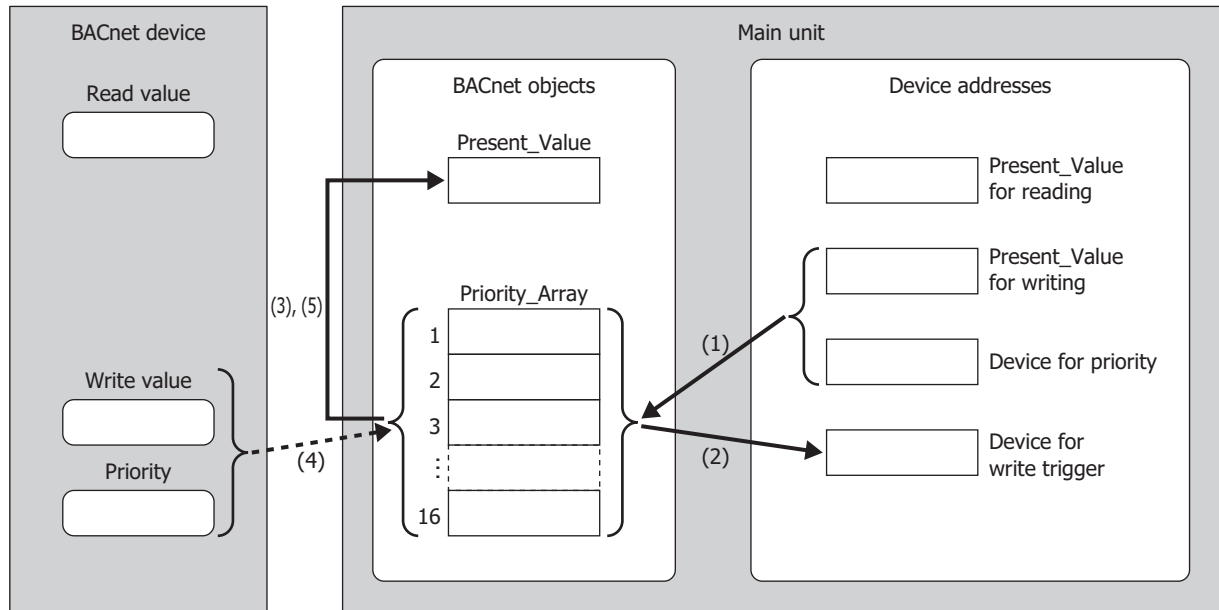 BACnet device
Read value
Write value
Priority
(3), (5)
(4)
Main unit
BACnet objects
Present_Value
Priority_Array
1
2
3
⋮
16
(1)
(2)
Device addresses
Present_Value
for reading
Present_Value
for writing
Device for priority
Device for
write trigger